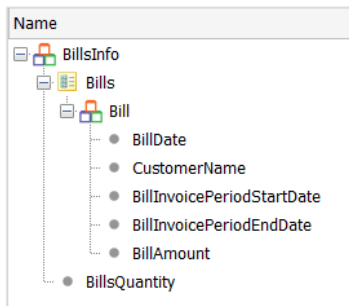 Name
BillsInfo
Bills
Bill
BillDate
CustomerName
BillInvoicePeriodStartDate
BillInvoicePeriodEndDate
BillAmount
BillsQuantity